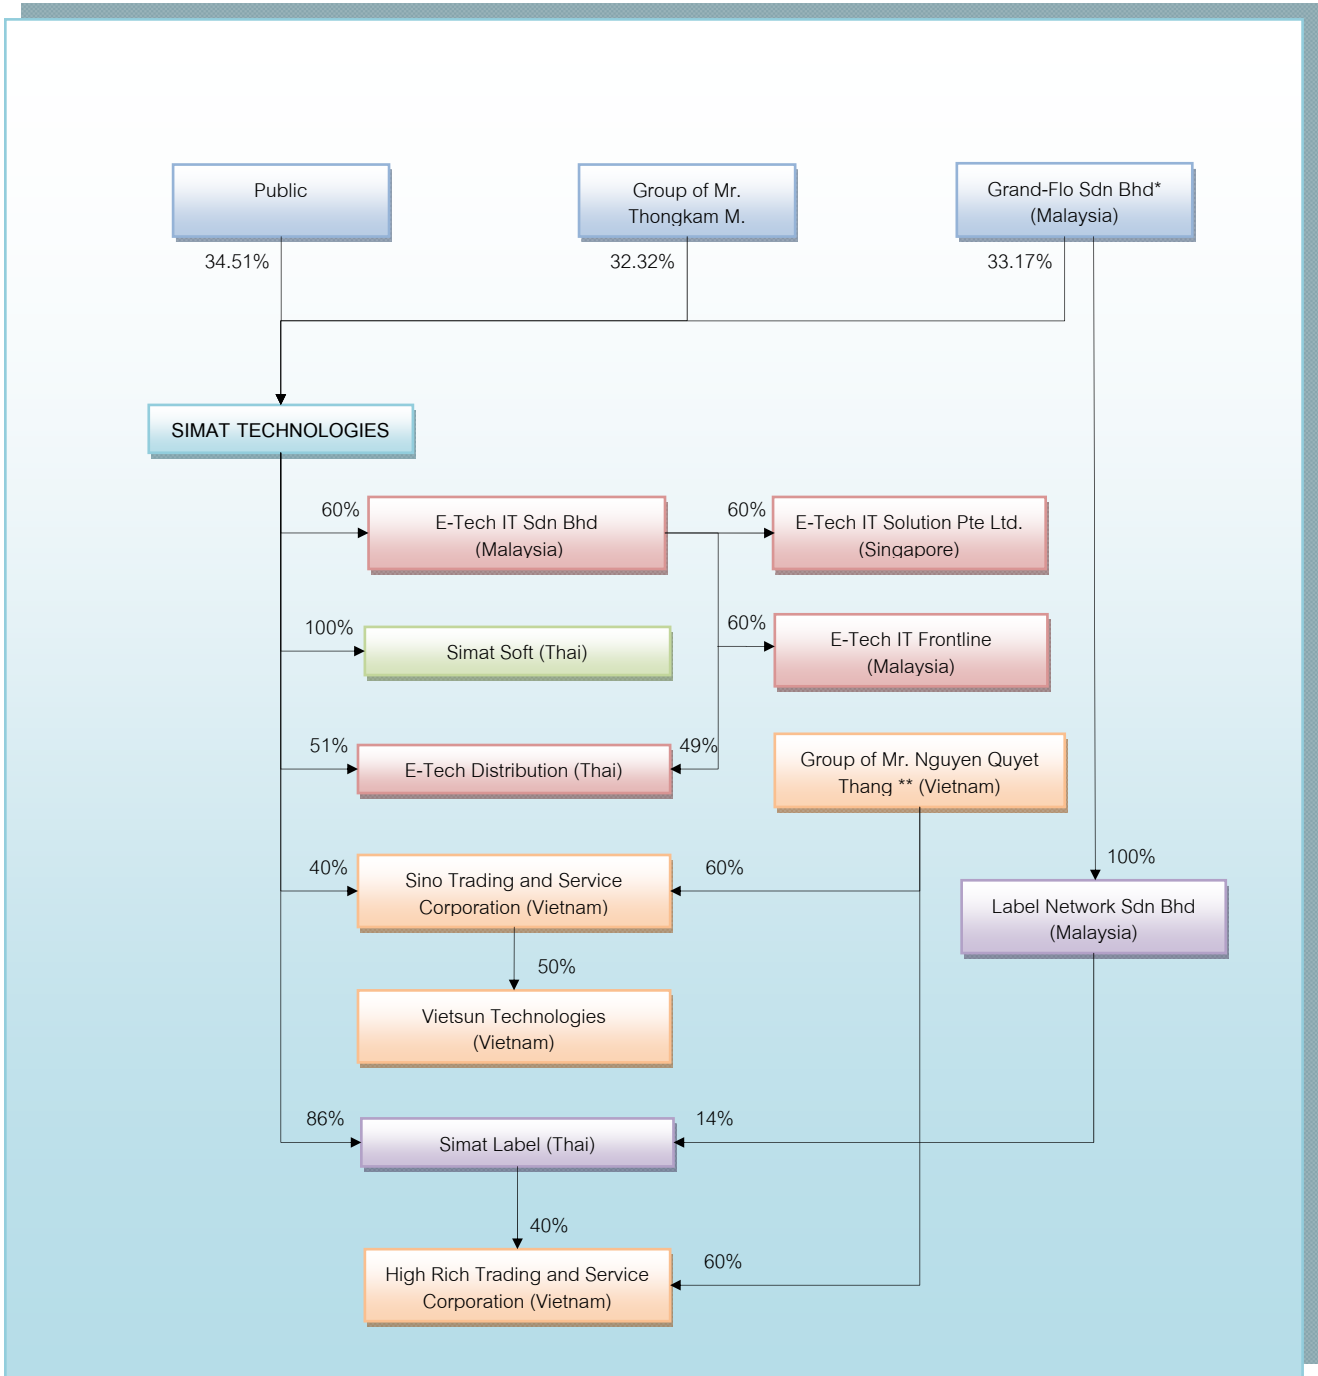 Public
Group of Mr.
Thongkam M.
Grand-Flo Sdn Bhd*
(Malaysia)
34.51%
32.32%
33.17%
SIMAT TECHNOLOGIES
60%
E-Tech IT Sdn Bhd
(Malaysia)
60%
E-Tech IT Solution Pte Ltd.
(Singapore)
100%
Simat Soft (Thai)
60%
E-Tech IT Frontline
(Malaysia)
51%
E-Tech Distribution (Thai)
49%
Group of Mr. Nguyen Quyet
Thang ** (Vietnam)
40%
Sino Trading and Service
Corporation (Vietnam)
60%
100%
Label Network Sdn Bhd
(Malaysia)
50%
Vietsun Technologies
(Vietnam)
86%
Simat Label (Thai)
14%
40%
High Rich Trading and Service
Corporation (Vietnam)
60%